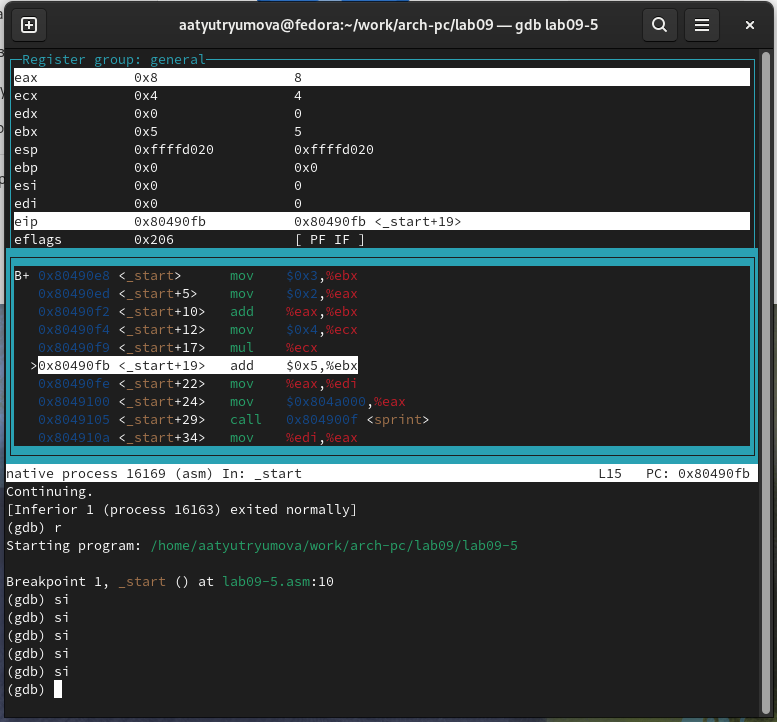 aatyutryumova@fedora:~/work/arch-pc/lab09 — gdb lab09-5
Register group: general
eax 0x8 8
ecx 0x4 4
edx 0x0 0
ebx 0x5 5
esp 0xffffd020 0xffffd020
ebp 0x0 0x0
esi 0x0 0
edi 0x0 0
eip 0x80490fb 0x80490fb <_start+19>
eflags 0x206 [ PF IF ]
B+ 0x80490e8 <_start> mov $0x3,%ebx
0x80490ed <_start+5> mov $0x2,%eax
0x80490f2 <_start+10> add %eax,%ebx
0x80490f4 <_start+12> mov $0x4,%ecx
0x80490f9 <_start+17> mul %ecx
>0x80490fb <_start+19> add $0x5,%ebx
0x80490fe <_start+22> mov %eax,%edi
0x8049100 <_start+24> mov $0x804a000,%eax
0x8049105 <_start+29> call 0x804900f <sprint>
0x804910a <_start+34> mov %edi,%eax
native process 16169 (asm) In: _start L15 PC: 0x80490fb
Continuing.
[Inferior 1 (process 16163) exited normally]
(gdb) r
Starting program: /home/aatyutryumova/work/arch-pc/lab09/lab09-5
Breakpoint 1, _start () at lab09-5.asm:10
(gdb) si
(gdb) si
(gdb) si
(gdb) si
(gdb) si
(gdb)